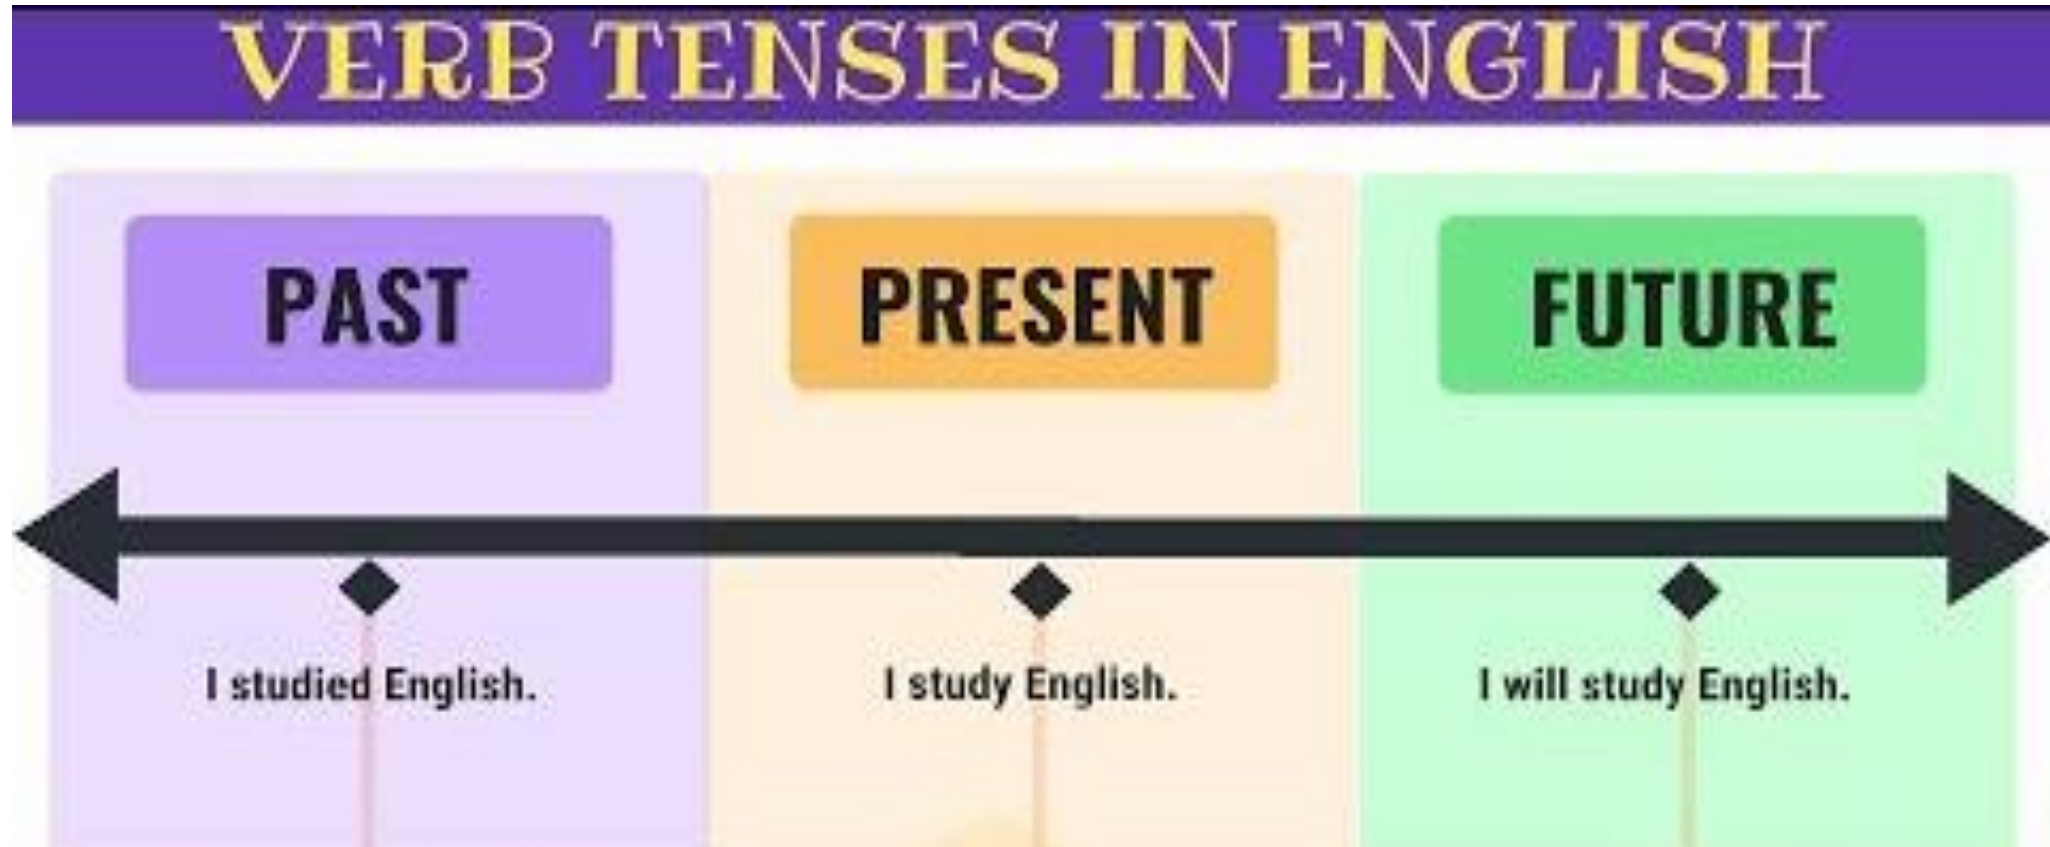 VERB TENSES IN ENGLISH
PAST
PRESENT
FUTURE
I studied English.
I study English.
I will study English.